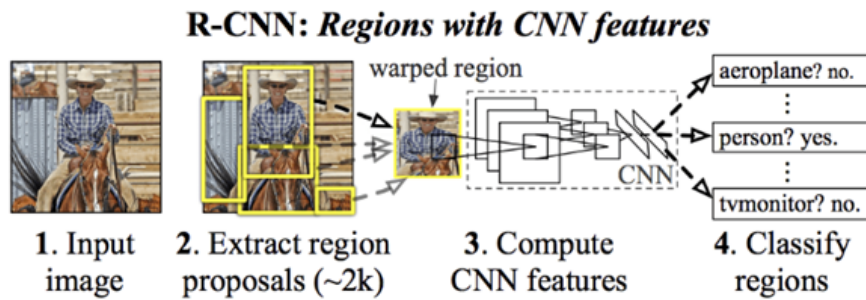 R-CNN: Regions with CNN features
warped region
aeroplane? no.
⋮
person? yes.
⋮
tvmonitor? no.
CNN
1. Input
image
2. Extract region
proposals (~2k)
3. Compute
CNN features
4. Classify
regions